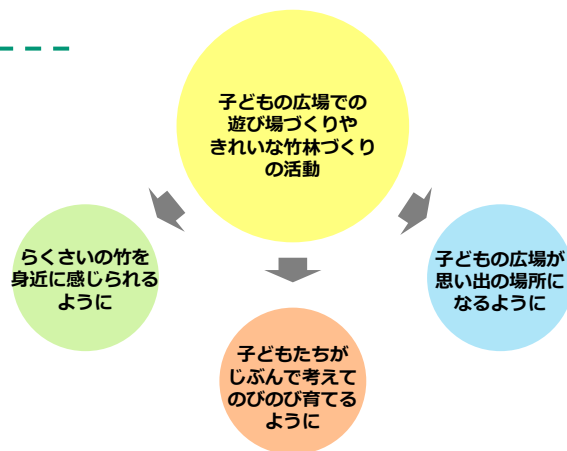 子どもの広場での
遊び場づくりや
きれいな竹林づくり
の活動
らくさいの竹を
身近に感じられる
ように
子どもの広場が
思い出の場所に
なるように
子どもたちが
じぶんで考えて
のびのび育てる
ように